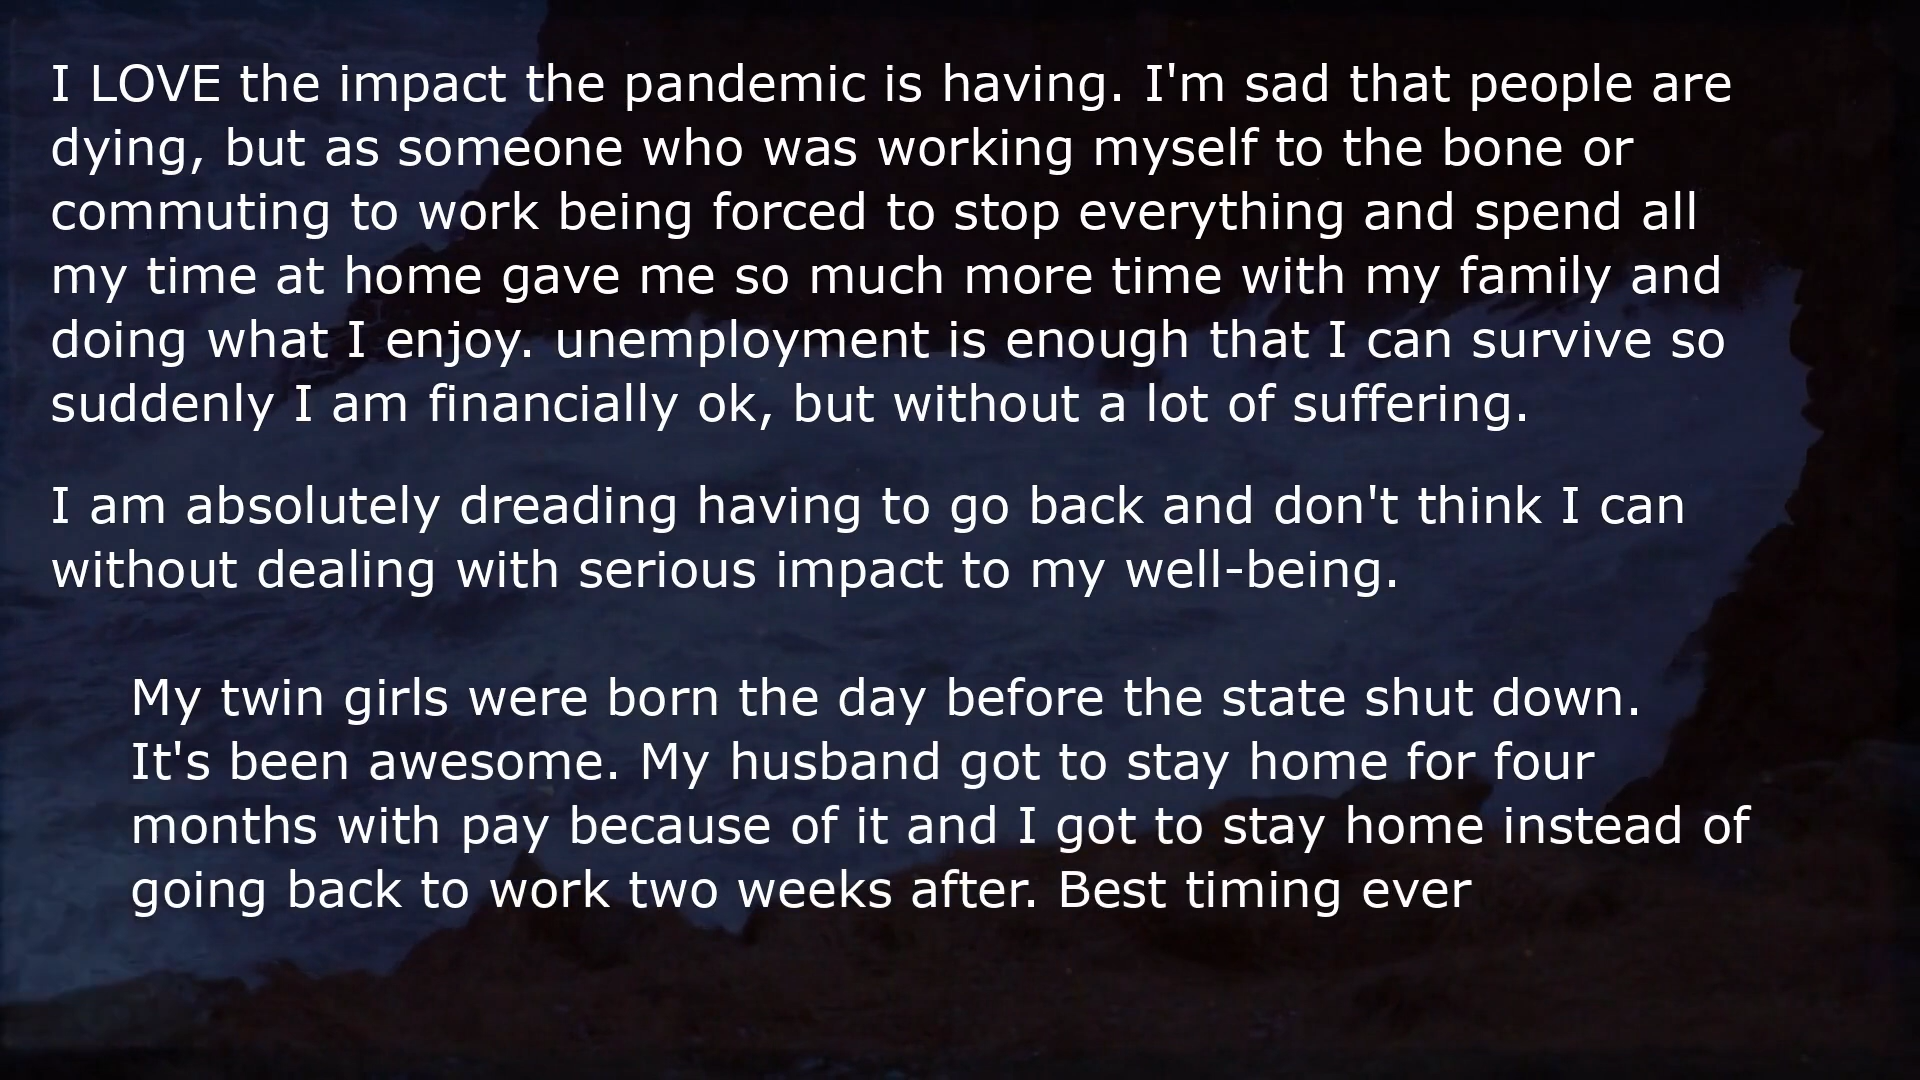 I LOVE the impact the pandemic is having. I'm sad that people are
dying, but as someone who was working myself to the bone or
commuting to work being forced to stop everything and spend all
my time at home gave me so much more time with my family and
doing what I enjoy. unemployment is enough that I can survive so
suddenly I am financially ok, but without a lot of suffering.
I am absolutely dreading having to go back and don't think I can
without dealing with serious impact to my well-being.
My twin girls were born the day before the state shut down.
It's been awesome. My husband got to stay home for four
months with pay because of it and I got to stay home instead of
going back to work two weeks after. Best timing ever